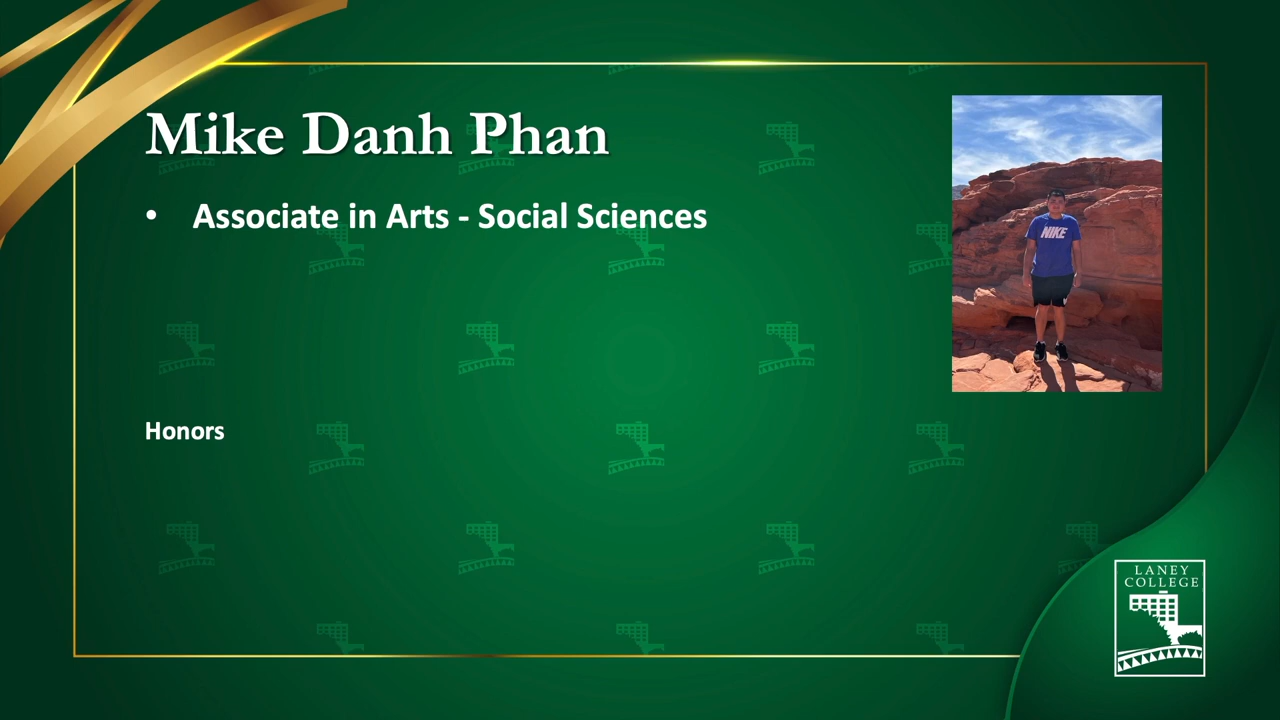 Mike Danh Phan
• Associate in Arts - Social Sciences
NIKE
Honors
LANEY
COLLEGE